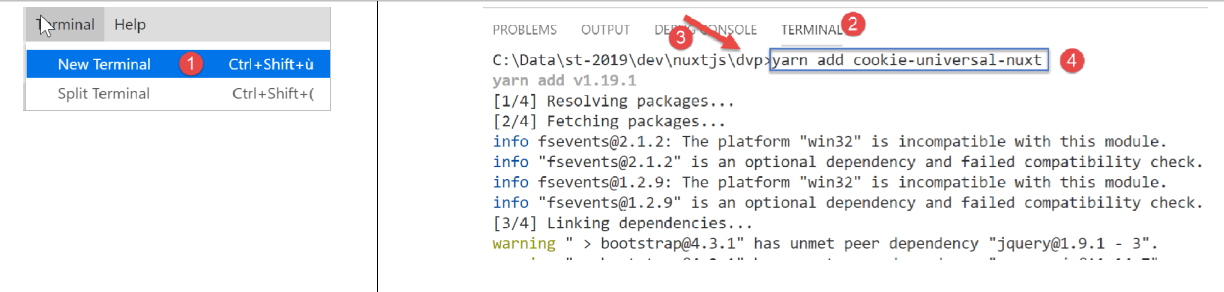 Terminal Help
New Terminal 1 Ctrl+Shift+ù
Split Terminal Ctrl+Shift+(
PROBLEMS OUTPUT DEBUG CONSOLE TERMINAL 2
3
C:\Data\st-2019\dev\nuxtjs\dvp>yarn add cookie-universal-nuxt 4
yarn add v1.19.1
[1/4] Resolving packages...
[2/4] Fetching packages...
info fsevents@2.1.2: The platform "win32" is incompatible with this module.
info "fsevents@2.1.2" is an optional dependency and failed compatibility check.
info fsevents@1.2.9: The platform "win32" is incompatible with this module.
info "fsevents@1.2.9" is an optional dependency and failed compatibility check.
[3/4] Linking dependencies...
warning " > bootstrap@4.3.1" has unmet peer dependency "jquery@1.9.1 - 3".